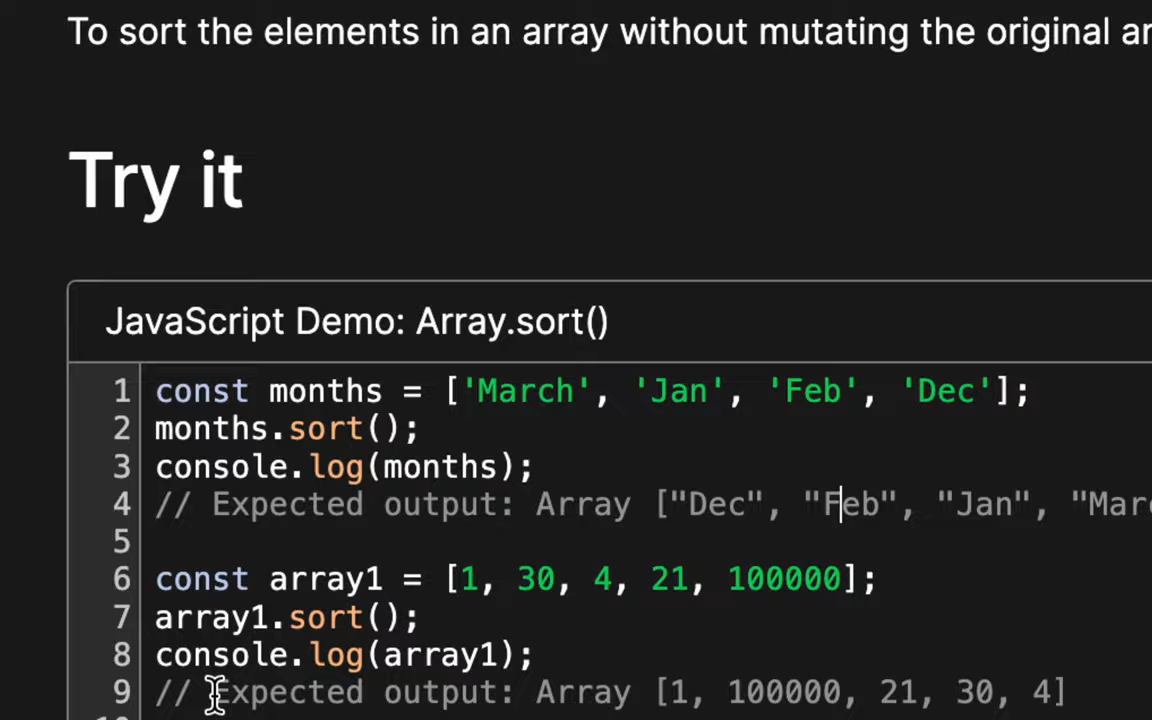 To sort the elements in an array without mutating the original
Try it
JavaScript Demo: Array.sort()
1 const months = ['March', 'Jan', 'Feb', 'Dec'];
2 months.sort();
3 console.log(months);
4 // Expected output: Array ["Dec", "Feb", "Jan", "Marc
5
6 const array1 = [1, 30, 4, 21, 100000];
7 array1.sort();
8 console.log(array1);
9 // Expected output: Array [1, 100000, 21, 30, 4]